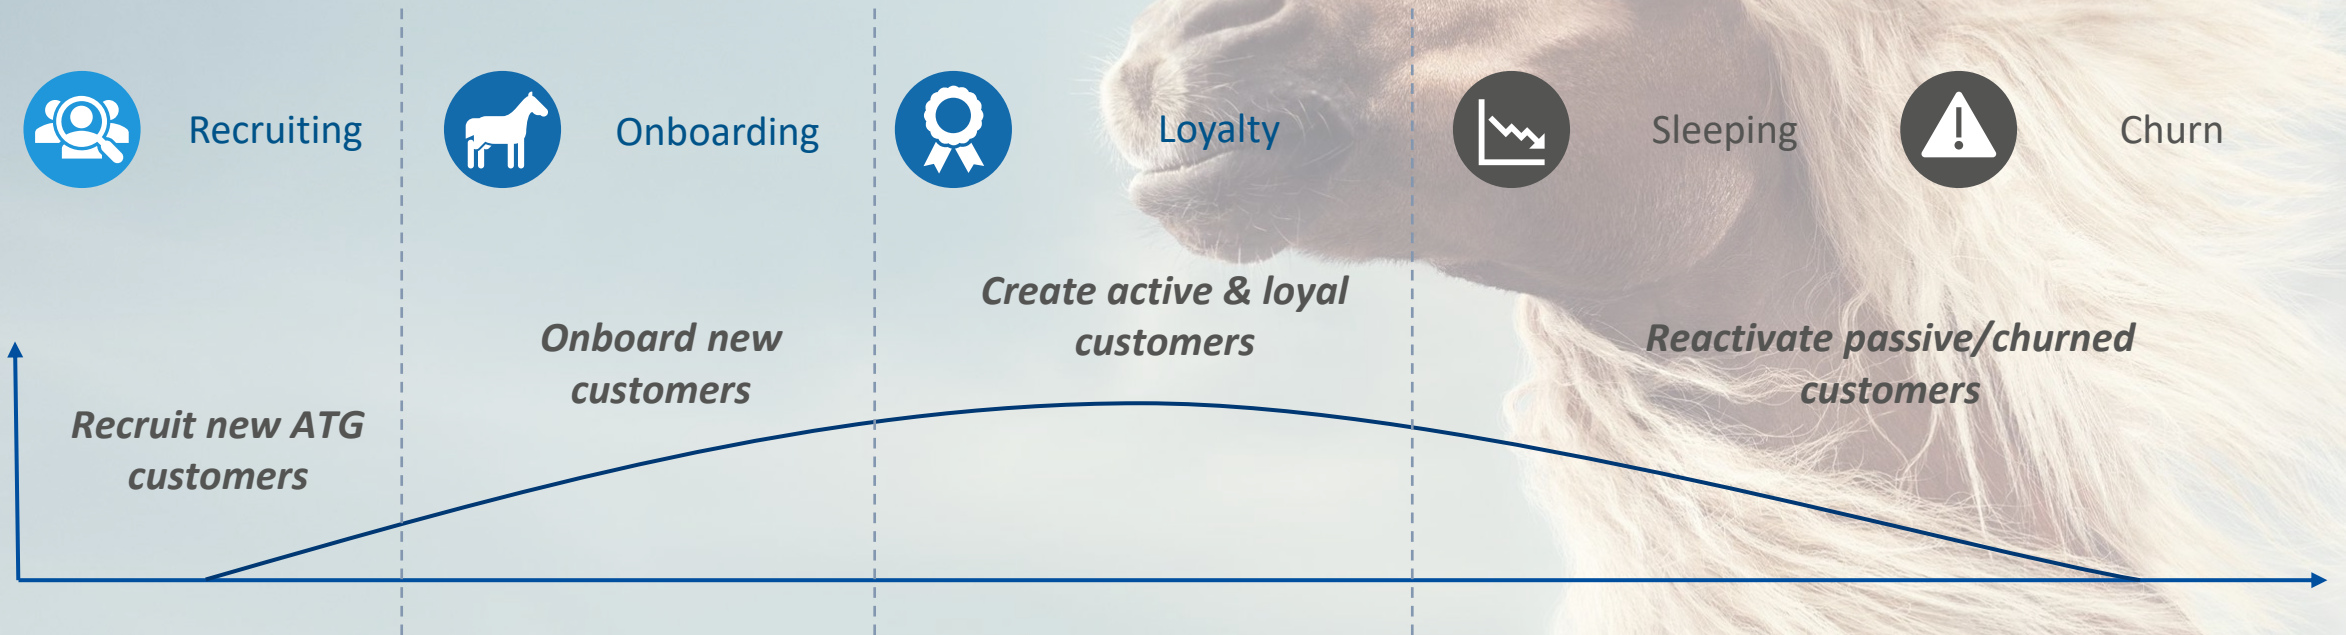 Recruiting
Onboarding
Loyalty
Sleeping
Churn
Recruit new ATG
customers
Onboard new
customers
Create active & loyal
customers
Reactivate passive/churned
customers